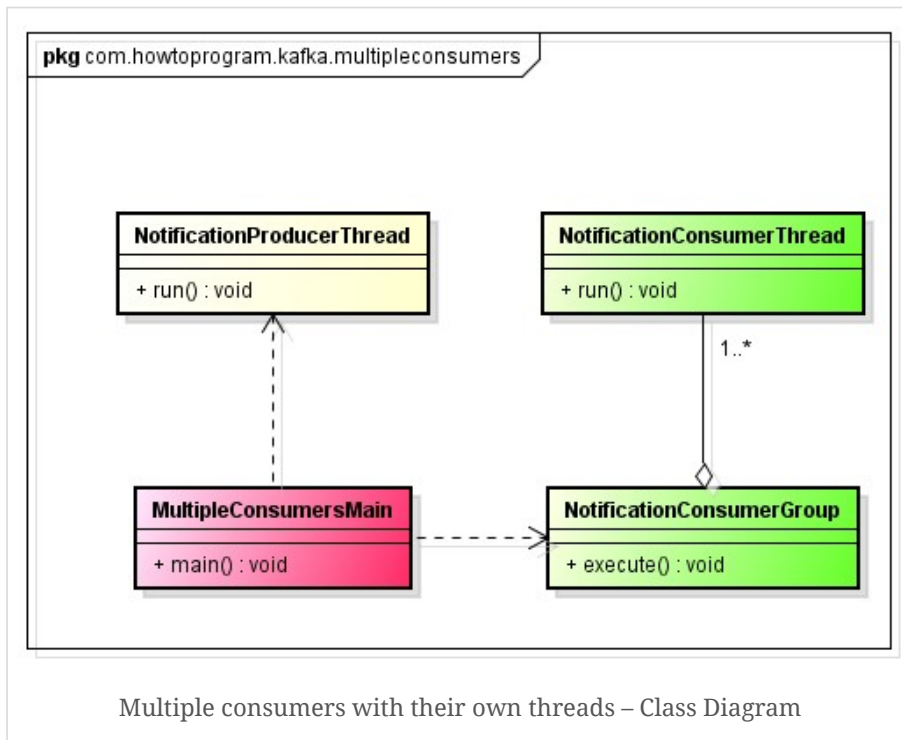 pkg com.howtoprogram.kafka.multipleconsumers
NotificationProducerThread
+ run() : void
NotificationConsumerThread
+ run() : void
1..*
MultipleConsumersMain
+ main() : void
NotificationConsumerGroup
+ execute() : void
Multiple consumers with their own threads – Class Diagram